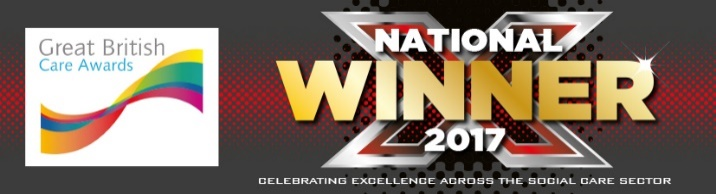 Great British
Care Awards
NATIONAL
WINNER
2017
CELEBRATING EXCELLENCE ACROSS THE SOCIAL CARE SECTOR